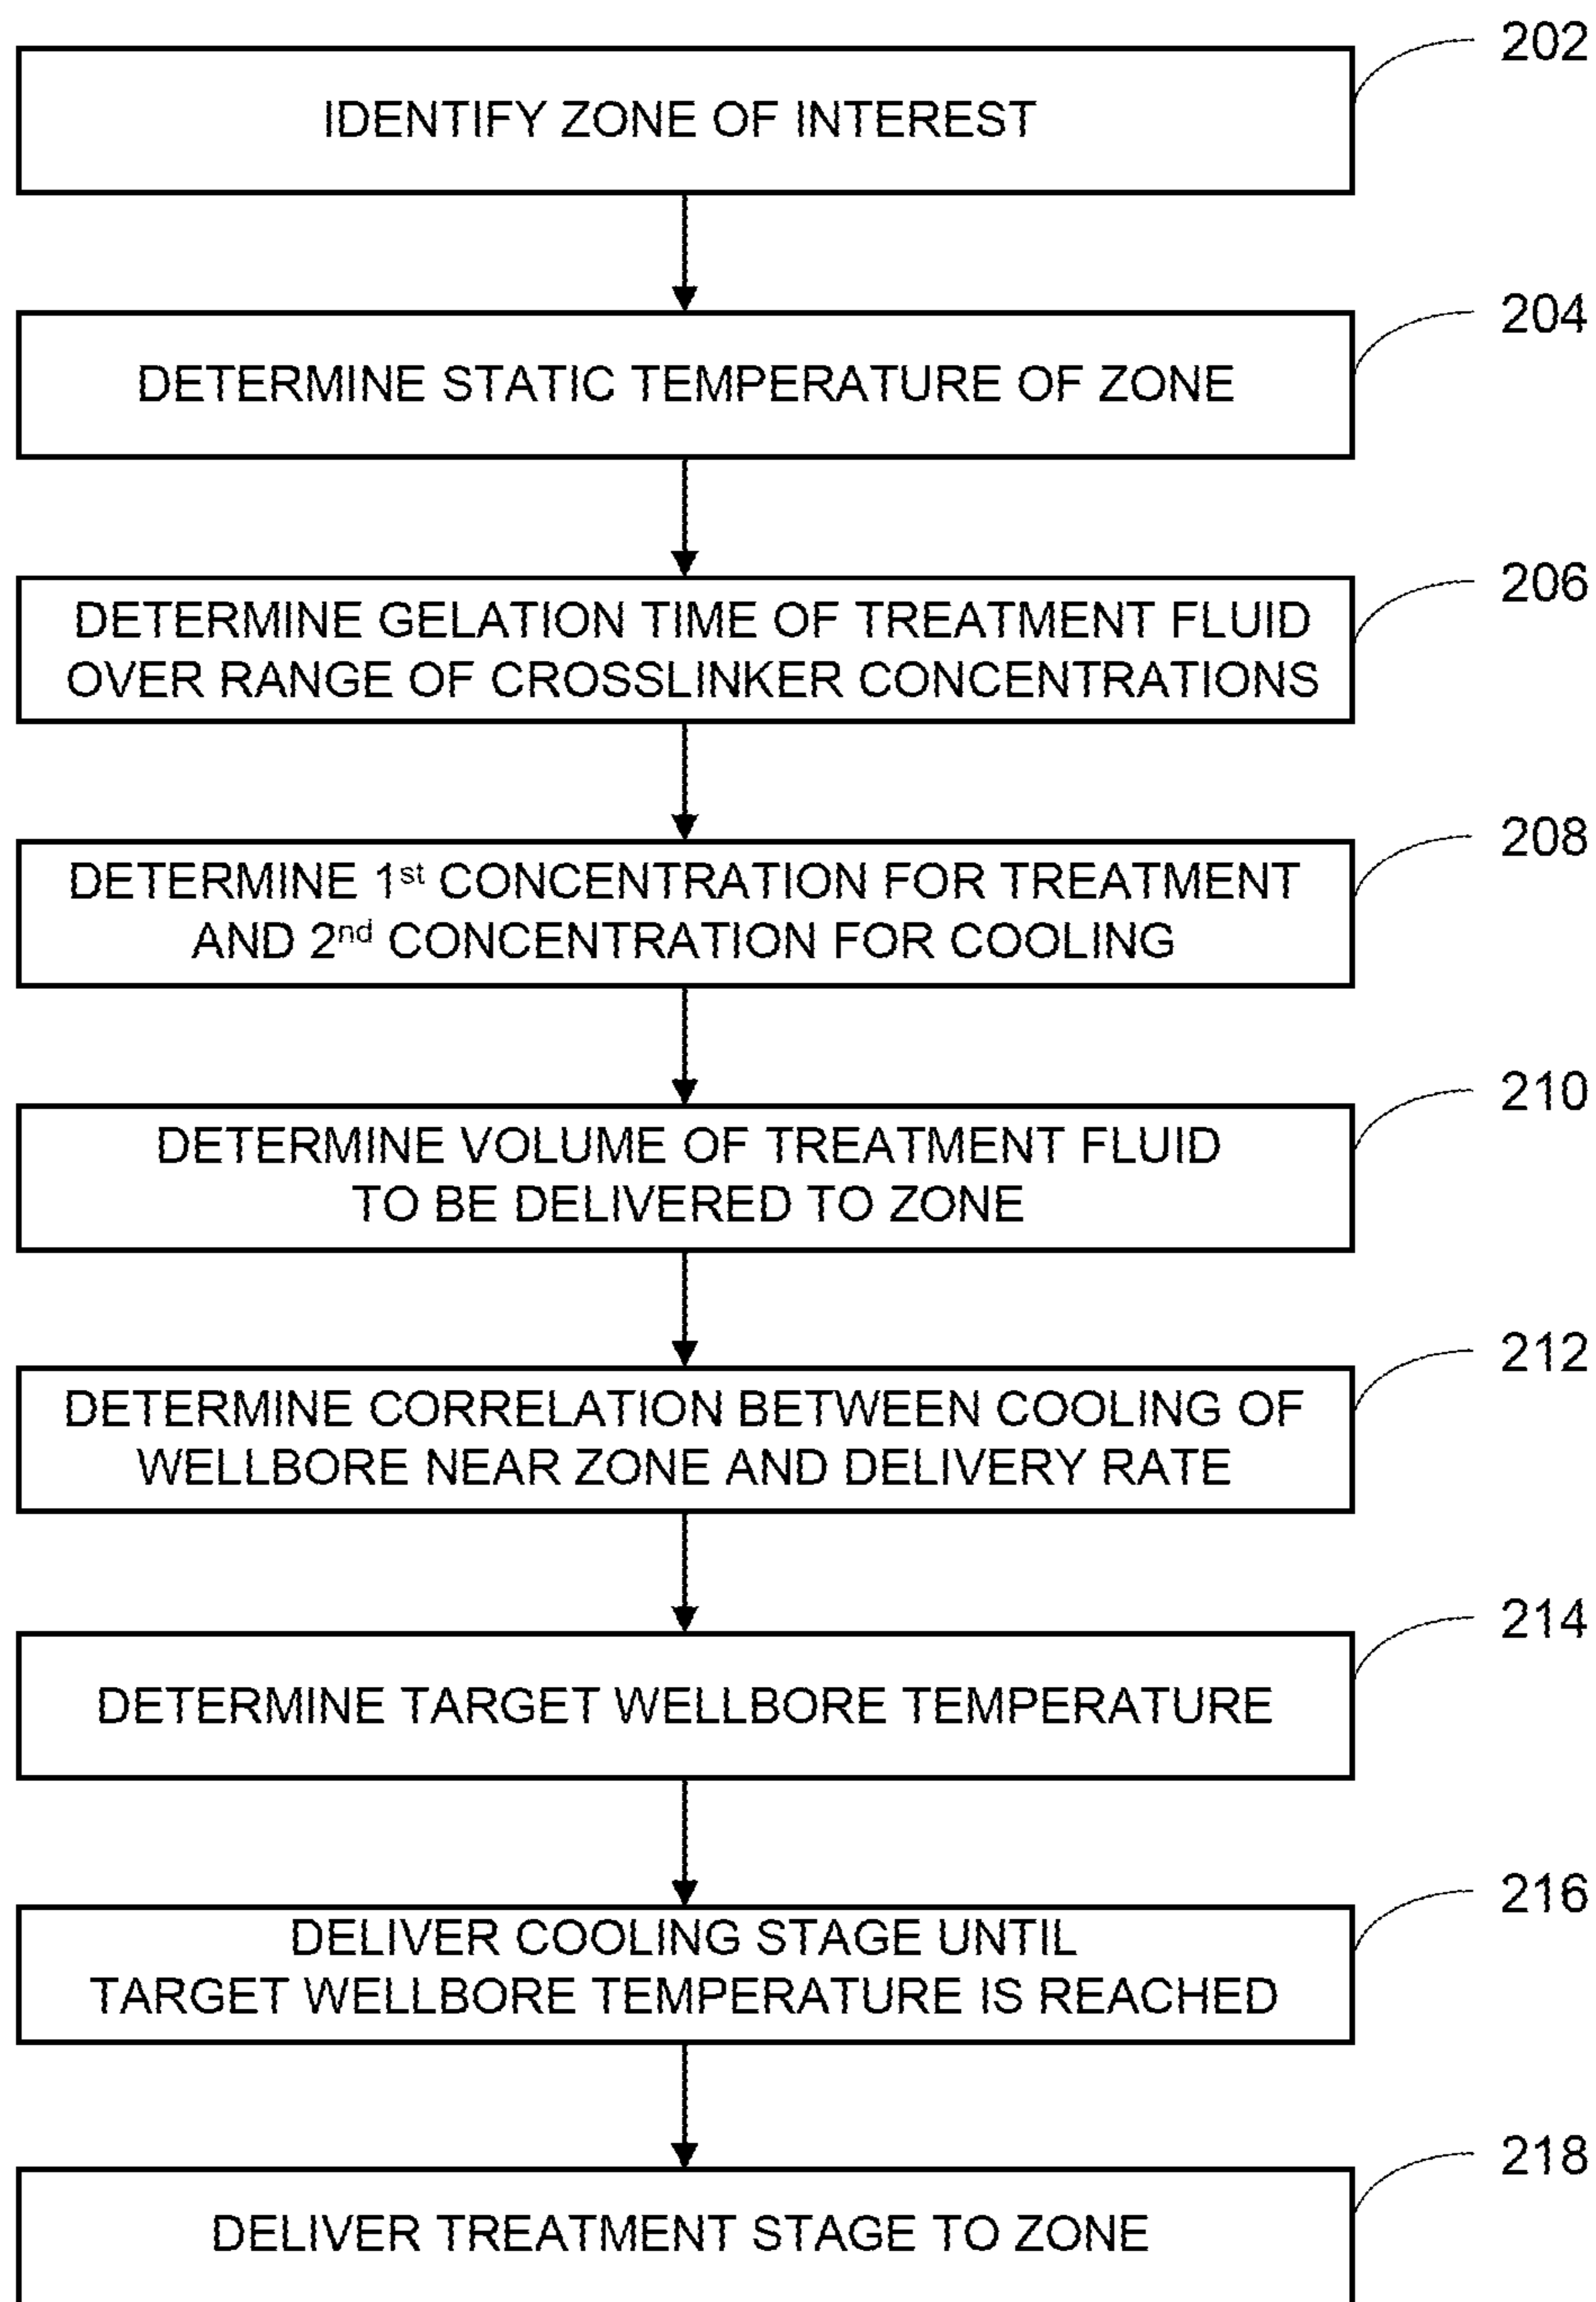 202
IDENTIFY ZONE OF INTEREST
204
DETERMINE STATIC TEMPERATURE OF ZONE
206
DETERMINE GELATION TIME OF TREATMENT FLUID
OVER RANGE OF CROSSLINKER CONCENTRATIONS
208
DETERMINE 1st CONCENTRATION FOR TREATMENT
AND 2nd CONCENTRATION FOR COOLING
210
DETERMINE VOLUME OF TREATMENT FLUID
TO BE DELIVERED TO ZONE
212
DETERMINE CORRELATION BETWEEN COOLING OF
WELLBORE NEAR ZONE AND DELIVERY RATE
214
DETERMINE TARGET WELLBORE TEMPERATURE
216
DELIVER COOLING STAGE UNTIL
TARGET WELLBORE TEMPERATURE IS REACHED
218
DELIVER TREATMENT STAGE TO ZONE